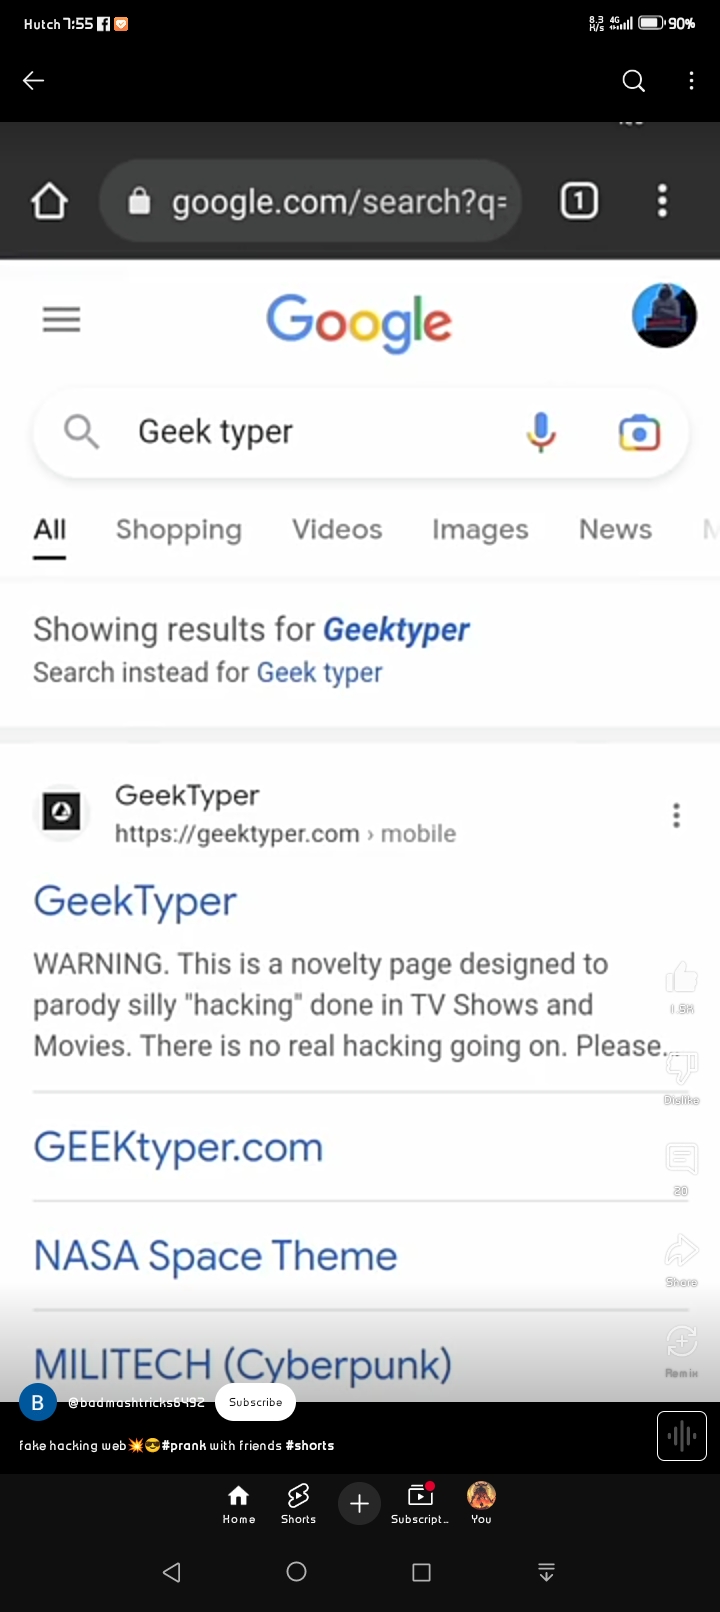 Hutch 7:55
8.3 K/s 4G 90%
google.com/search?q=
1
Google
Geek typer
All Shopping Videos Images News
Showing results for Geektyper
Search instead for Geek typer
GeekTyper
https://geektyper.com › mobile
GeekTyper
WARNING. This is a novelty page designed to
parody silly "hacking" done in TV Shows and
Movies. There is no real hacking going on. Please...
1.5K
Dislike
GEEKtyper.com
20
NASA Space Theme
Share
MILITECH (Cyberpunk)
Remix
B @badmashtricks6492 Subscribe
fake hacking web💥😎#prank with friends #shorts
Home Shorts Subscript... You